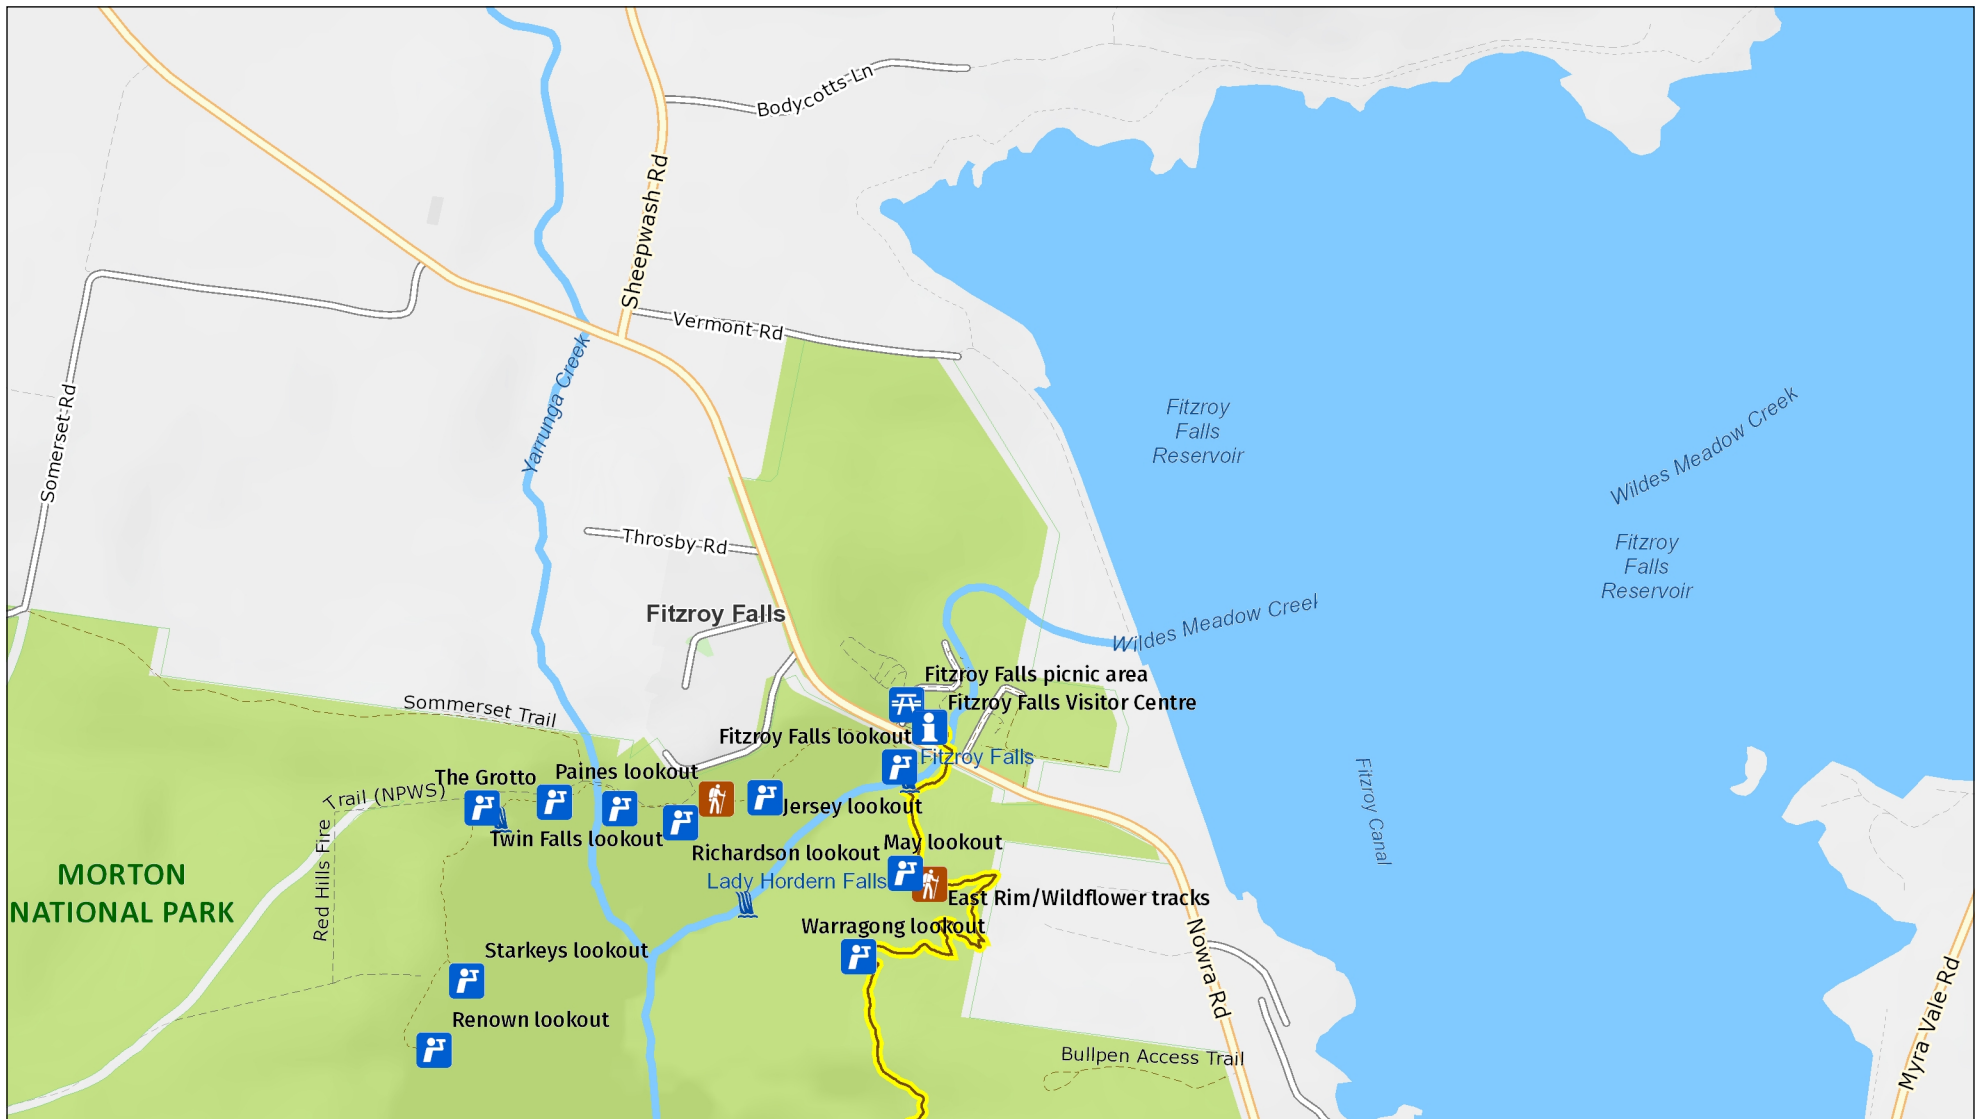 Bodycotts Ln
Sheepwash Rd
Vermont Rd
Yarrunga Creek
Somerset Rd
Fitzroy
Falls
Reservoir
Wildes Meadow Creek
Throsby Rd
Fitzroy
Falls
Reservoir
Fitzroy Falls
Wildes Meadow Creek
Fitzroy Falls picnic area
Fitzroy Falls Visitor Centre
Sommerset Trail
Fitzroy Falls lookout
Fitzroy Falls
The Grotto
Paines lookout
Red Hills Fire
Trail (NPWS)
Jersey lookout
Fitzroy Canal
Twin Falls lookout
May lookout
Richardson lookout
MORTON
NATIONAL PARK
Lady Hordern Falls
East Rim/Wildflower tracks
Warragong lookout
Starkeys lookout
Nowra Rd
Renown lookout
Bullpen Access Trail
Myra Vale Rd